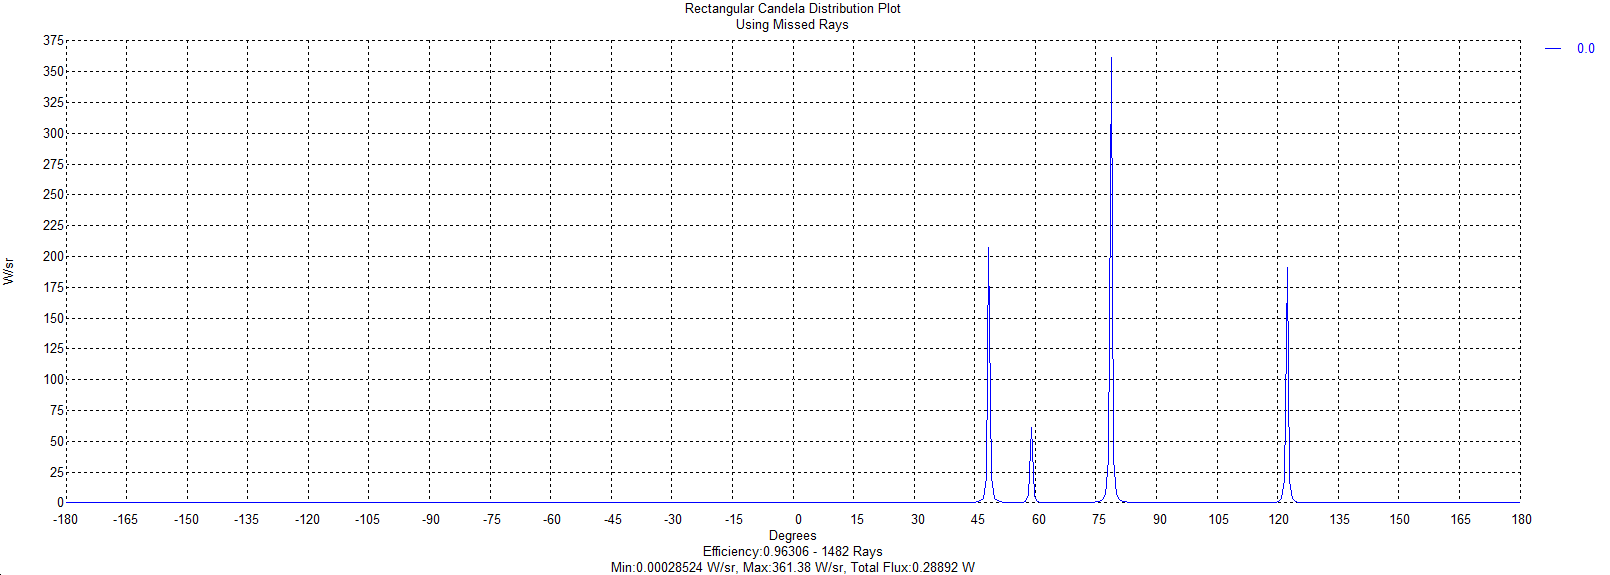 Rectangular Candela Distribution Plot
Using Missed Rays
0.0
375
350
325
300
275
250
225
200
175
150
125
100
75
50
25
0
W/sr
-180 -165 -150 -135 -120 -105 -90 -75 -60 -45 -30 -15 0 15 30 45 60 75 90 105 120 135 150 165 180
Degrees
Efficiency:0.96306 - 1482 Rays
Min:0.00028524 W/sr, Max:361.38 W/sr, Total Flux:0.28892 W